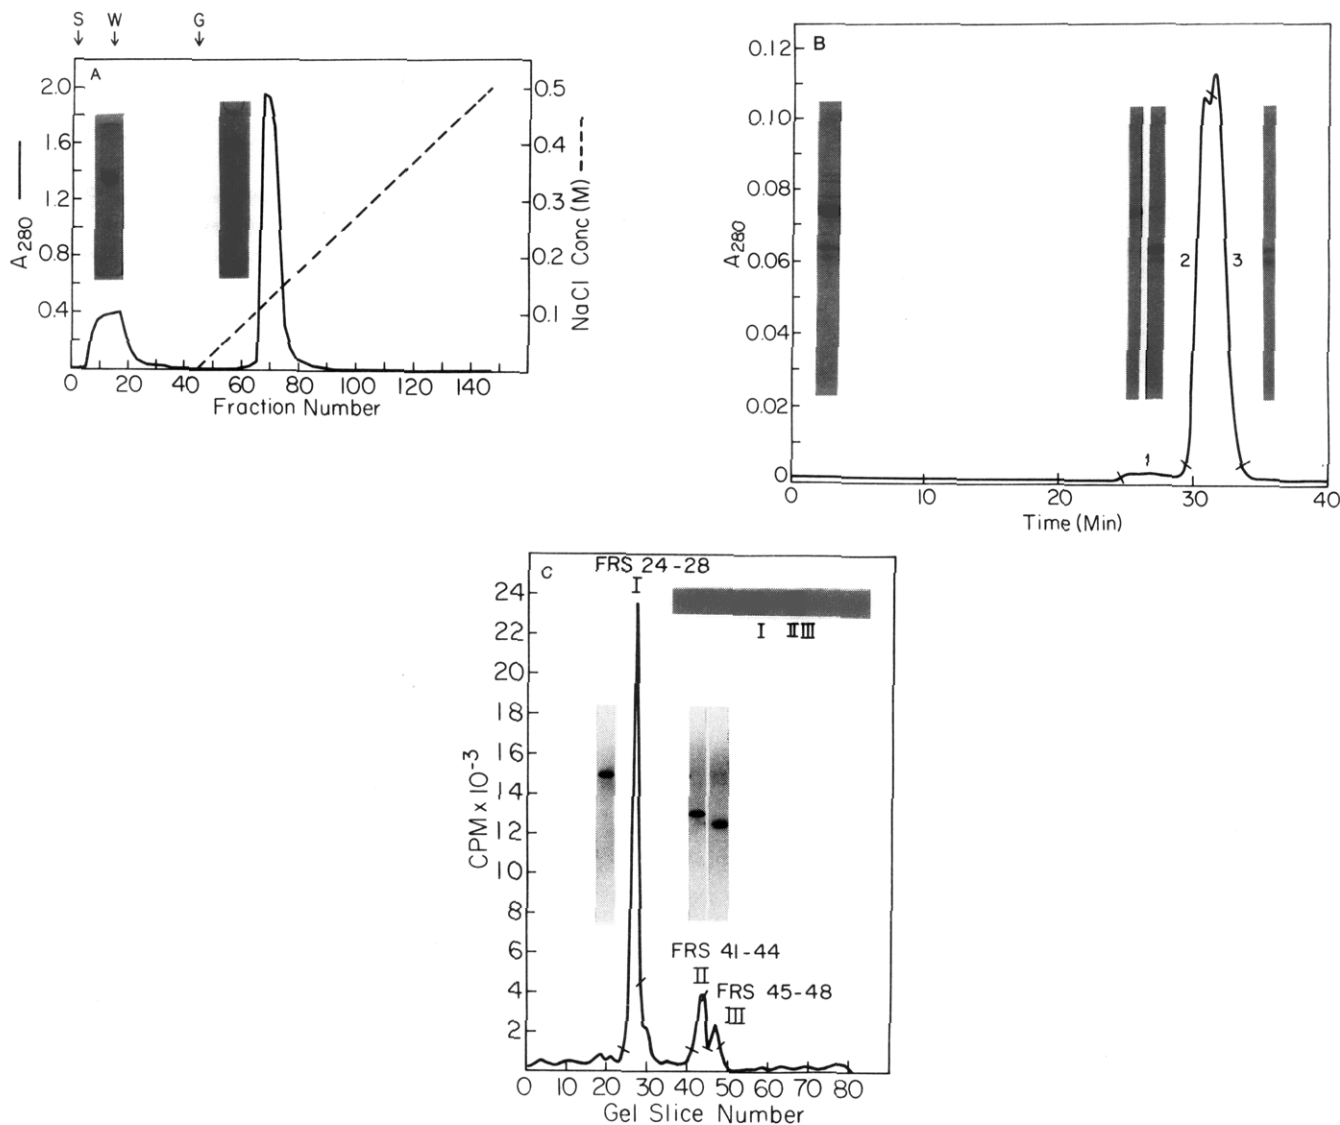 S W G
A
2.0
1.6
1.2
0.8
0.4
A280
0.5
0.4
0.3
0.2
0.1
NaCl Conc (M)
0 20 40 60 80 100 120 140
Fraction Number
B
0.12
0.10
0.08
0.06
0.04
0.02
0
A280
1
2
3
0 10 20 30 40
Time (Min)
C
FRS 24-28
I
I II III
24
22
20
18
16
14
12
10
8
6
4
2
CPM x 10-3
FRS 41-44
II
FRS 45-48
III
0 10 20 30 40 50 60 70 80
Gel Slice Number